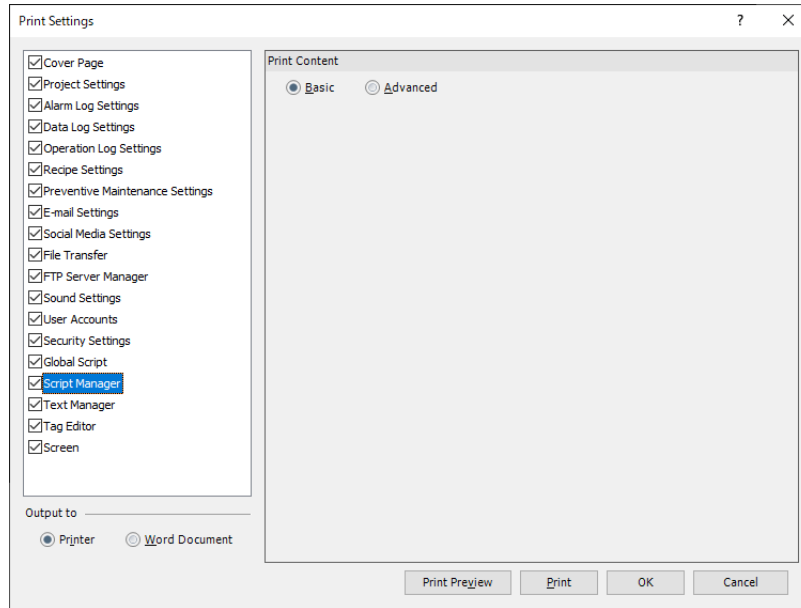 Print Settings
?
Cover Page
Project Settings
Alarm Log Settings
Data Log Settings
Operation Log Settings
Recipe Settings
Preventive Maintenance Settings
E-mail Settings
Social Media Settings
File Transfer
FTP Server Manager
Sound Settings
User Accounts
Security Settings
Global Script
Script Manager
Text Manager
Tag Editor
Screen
Output to
Printer Word Document
Print Content
Basic Advanced
Print Preview Print OK Cancel